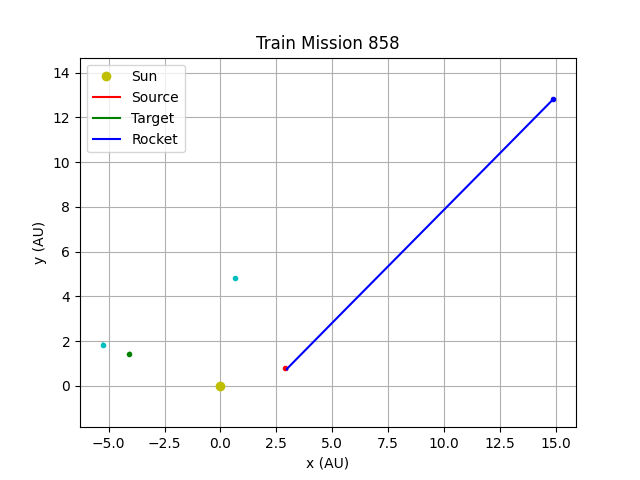 Train Mission 858
Sun
Source
Target
Rocket
14
12
10
8
6
4
2
0
y (AU)
−5.0 −2.5 0.0 2.5 5.0 7.5 10.0 12.5 15.0
x (AU)